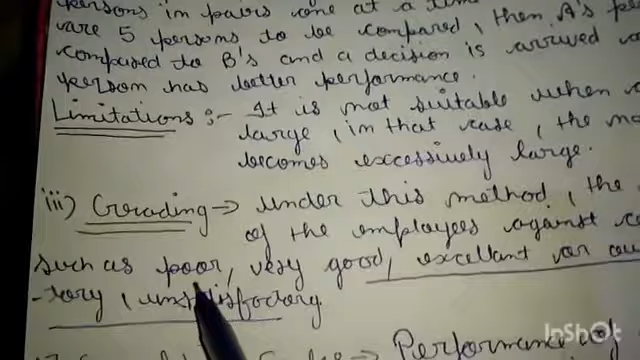 persons in pairs one at a time
are 5 persons to be compared, then A's
compared to B's and a decision is arrived
person has better performance.
Limitations :- It is not suitable when
large, in that case, the
becomes excessively large.
iii) Grading → Under this method, the
of the employees against
such as poor, very good, excellent or
-tory, unsatisfactory.
→ Performance of
InShOt